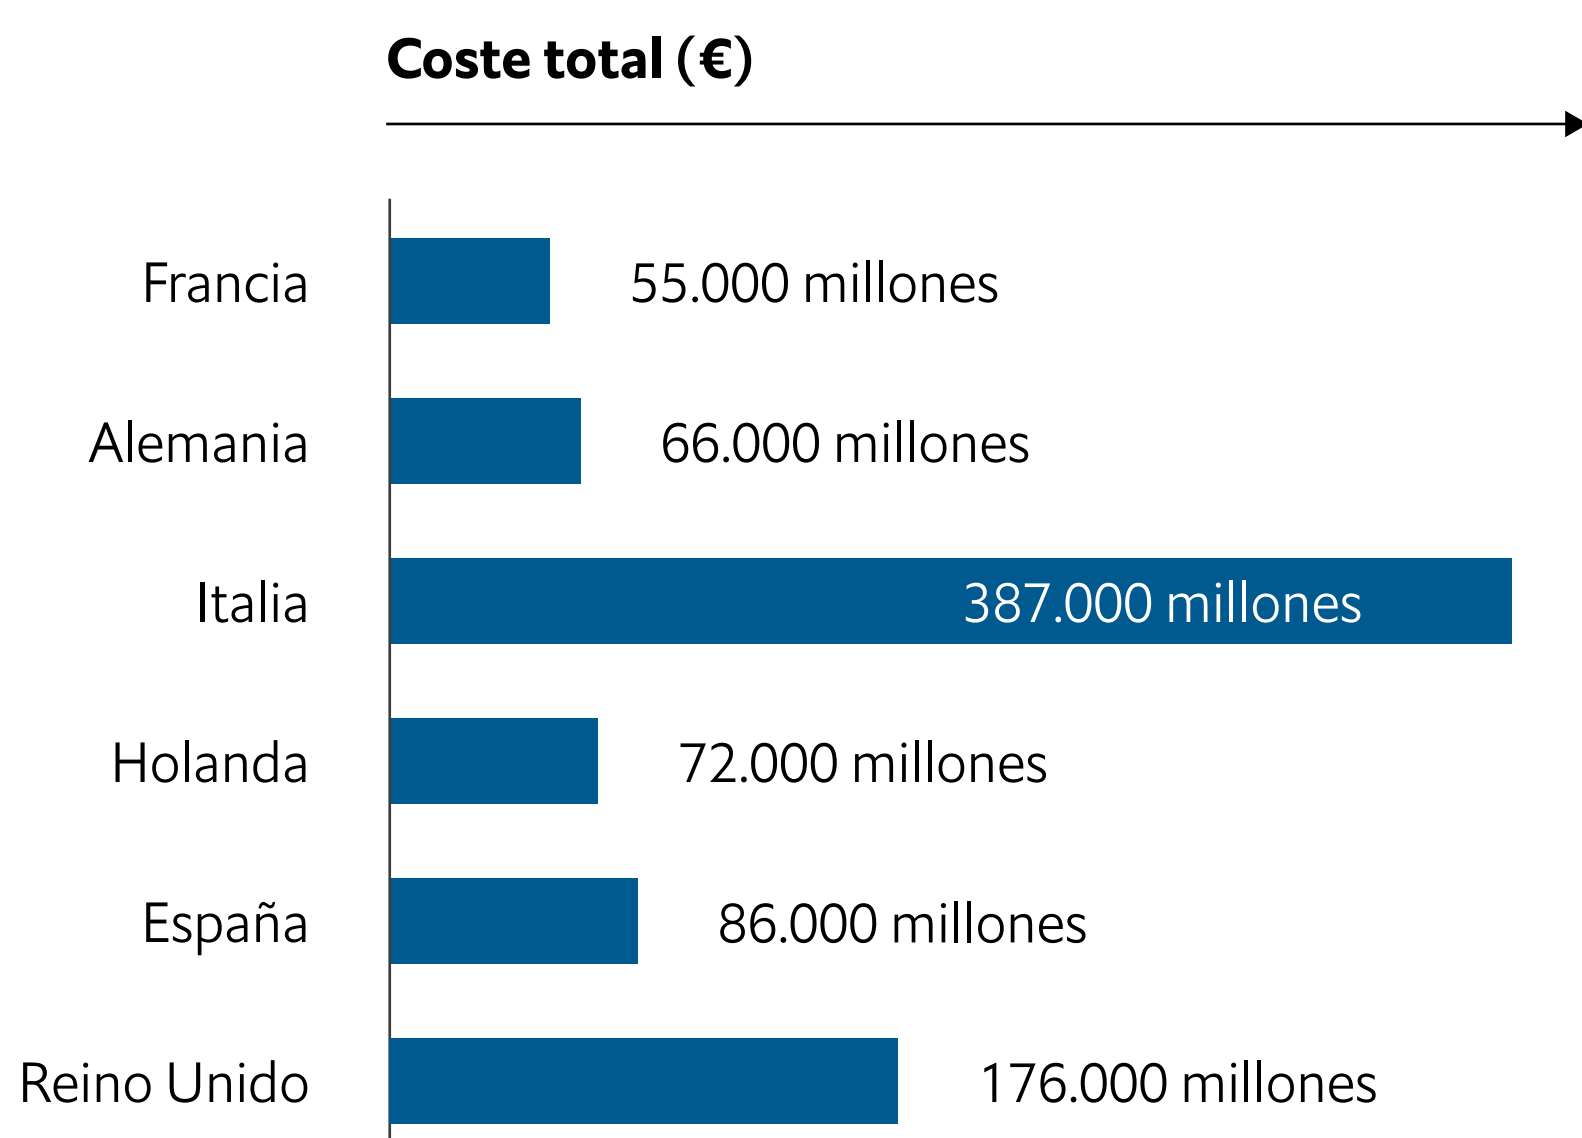 Coste total (€)
Francia 55.000 millones
Alemania 66.000 millones
Italia 387.000 millones
Holanda 72.000 millones
España 86.000 millones
Reino Unido 176.000 millones